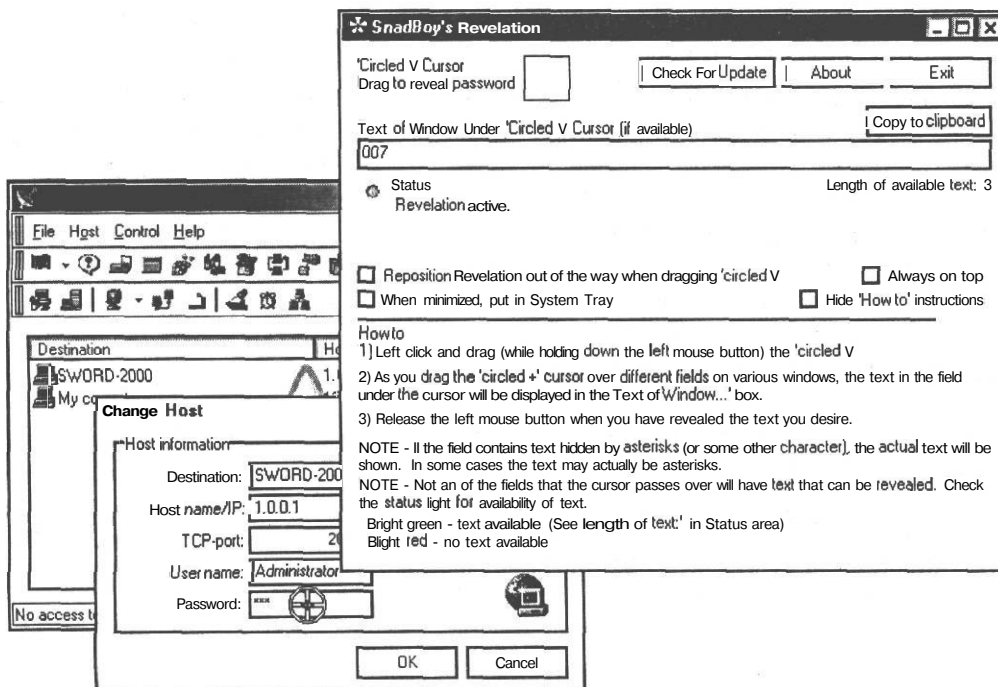 SnadBoy's Revelation
'Circled V Cursor
Drag to reveal password
Check For Update
About
Exit
Copy to clipboard
Text of Window Under 'Circled V Cursor (if available)
007
Status
Revelation active.
Length of available text: 3
Reposition Revelation out of the way when dragging 'circled V
Always on top
When minimized, put in System Tray
Hide 'How to' instructions
How to
1) Left click and drag (while holding down the left mouse button) the 'circled V
2) As you drag the 'circled +' cursor over different fields on various windows, the text in the field
under the cursor will be displayed in the Text of Window...' box.
3) Release the left mouse button when you have revealed the text you desire.
NOTE - II the field contains text hidden by asterisks (or some other character), the actual text will be
shown. In some cases the text may actually be asterisks.
NOTE - Not an of the fields that the cursor passes over will have text that can be revealed. Check
the status light for availability of text.
Bright green - text available (See length of text:' in Status area)
Blight red - no text available
File Host Control Help
Destination
SWORD-2000
My
No access
Change Host
Host information
Destination: SWORD-200
Host name/IP: 1.0.0.1
TCP-port:
User name: Administrator
Password: ×××
OK
Cancel